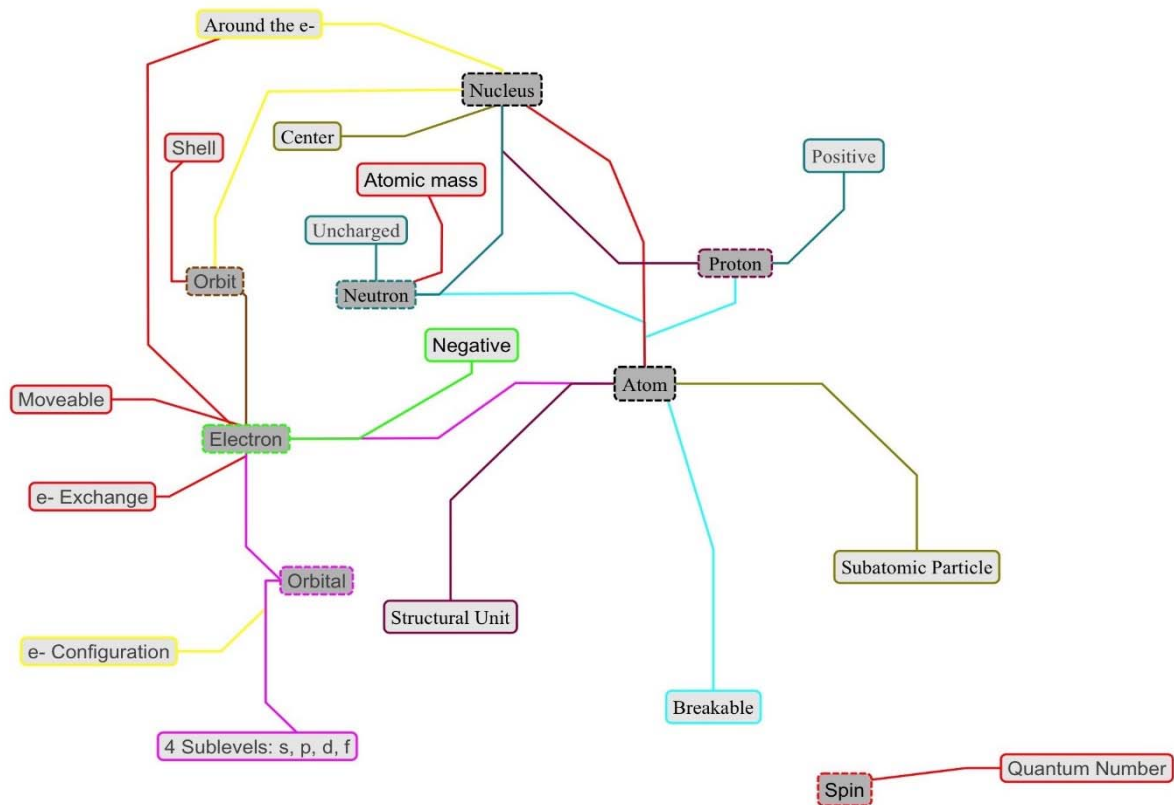 Around the e-
Nucleus
Center
Shell
Positive
Atomic mass
Uncharged
Proton
Orbit
Neutron
Negative
Atom
Moveable
Electron
e- Exchange
Subatomic Particle
Orbital
Structural Unit
e- Configuration
Breakable
4 Sublevels: s, p, d, f
Quantum Number
Spin